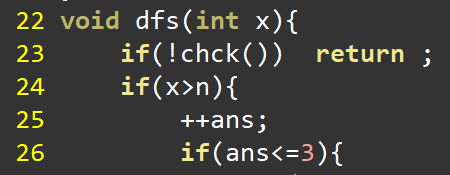 22 void dfs(int x){
23     if(!chck())  return ;
24     if(x>n){
25         ++ans;
26         if(ans<=3){